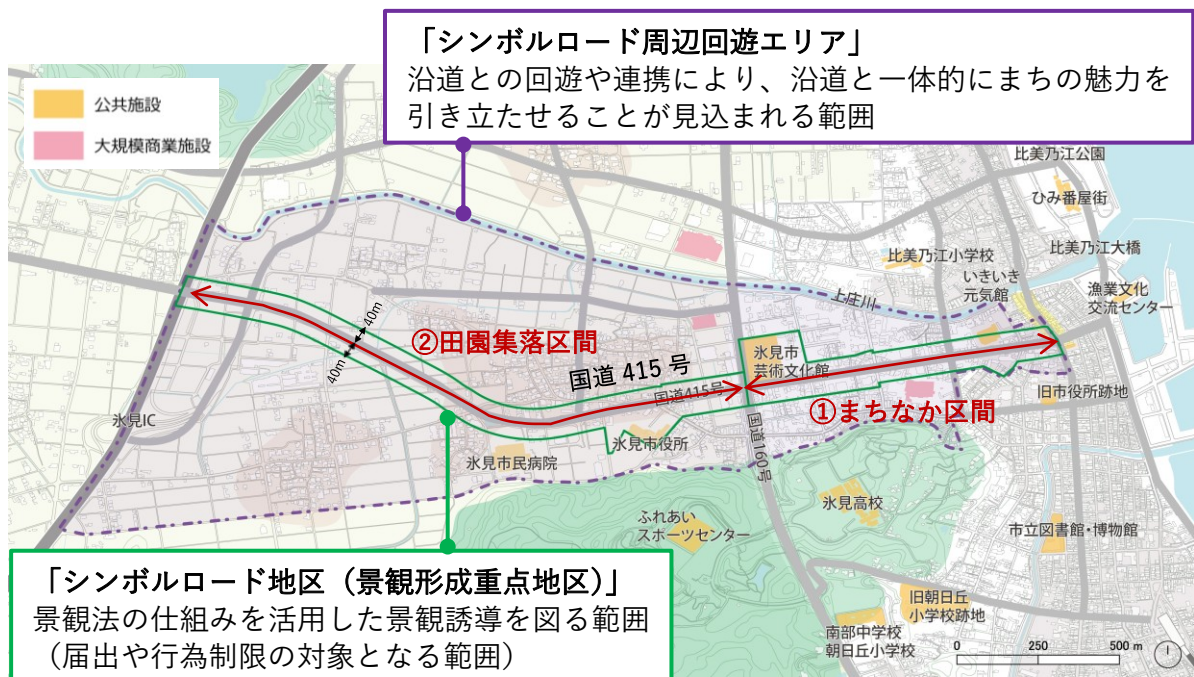 「シンボルロード周辺回遊エリア」
沿道との回遊や連携により、沿道と一体的にまちの魅力を
引き立たせることが見込まれる範囲
公共施設
大規模商業施設
比美乃江公園
ひみ番屋街
比美乃江小学校
比美乃江大橋
いきいき
元気館
漁業文化
交流センター
上庄川
40m
40m
②田園集落区間
国道 415 号
国道415号
氷見市
芸術文化館
①まちなか区間
旧市役所跡地
氷見IC
氷見市民病院
氷見市役所
国道160号
氷見高校
ふれあい
スポーツセンター
市立図書館・博物館
旧朝日丘
小学校跡地
南部中学校
朝日丘小学校
「シンボルロード地区（景観形成重点地区）」
景観法の仕組みを活用した景観誘導を図る範囲
（届出や行為制限の対象となる範囲）
0 250 500 m